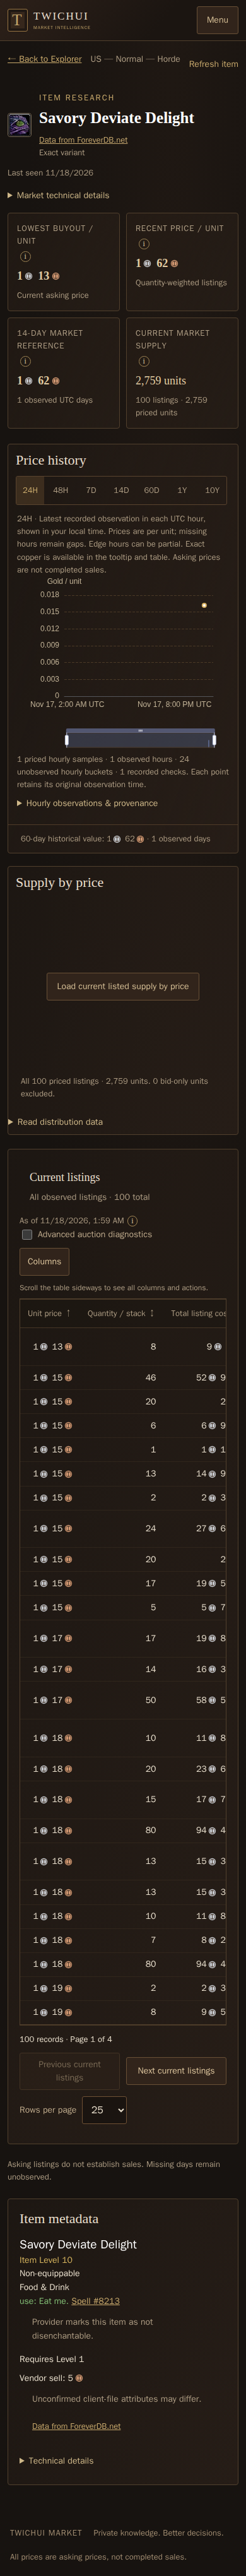 TWICHUI
MARKET INTELLIGENCE
Menu
← Back to Explorer US — Normal — Horde
Refresh item
ITEM RESEARCH
Savory Deviate Delight
Data from ForeverDB.net
Exact variant
Last seen 11/18/2026
▶ Market technical details
LOWEST BUYOUT / UNIT
1 13
Current asking price
RECENT PRICE / UNIT
1 62
Quantity-weighted listings
14-DAY MARKET REFERENCE
1 62
1 observed UTC days
CURRENT MARKET SUPPLY
2,759 units
100 listings · 2,759 priced units
Price history
24H 48H 7D 14D 60D 1Y 10Y
24H · Latest recorded observation in each UTC hour,
shown in your local time. Prices are per unit; missing
hours remain gaps. Edge hours can be partial. Exact
copper is available in the tooltip and table. Asking prices
are not completed sales.
Gold / unit
0.018
0.015
0.012
0.009
0.006
0.003
0
Nov 17, 2:00 AM UTC Nov 17, 8:00 PM UTC
1 priced hourly samples · 1 observed hours · 24
unobserved hourly buckets · 1 recorded checks. Each point
retains its original observation time.
▶ Hourly observations & provenance
60-day historical value: 1 62 · 1 observed days
Supply by price
Load current listed supply by price
All 100 priced listings · 2,759 units. 0 bid-only units
excluded.
▶ Read distribution data
Current listings
All observed listings · 100 total
As of 11/18/2026, 1:59 AM
Advanced auction diagnostics
Columns
Scroll the table sideways to see all columns and actions.
Unit price ↑ Quantity / stack ↕ Total listing cos
1 13 8 9
1 15 46 52 9
1 15 20 2
1 15 6 6 9
1 15 1 1 1
1 15 13 14 9
1 15 2 2 3
1 15 24 27 6
1 15 20 2
1 15 17 19 5
1 15 5 5 7
1 17 17 19 8
1 17 14 16 3
1 17 50 58 5
1 18 10 11 8
1 18 20 23 6
1 18 15 17 7
1 18 80 94 4
1 18 13 15 3
1 18 13 15 3
1 18 10 11 8
1 18 7 8 2
1 18 80 94 4
1 19 2 2 3
1 19 8 9 5
100 records · Page 1 of 4
Previous current listings
Next current listings
Rows per page 25
Asking listings do not establish sales. Missing days remain
unobserved.
Item metadata
Savory Deviate Delight
Item Level 10
Non-equippable
Food & Drink
use: Eat me. Spell #8213
Provider marks this item as not
disenchantable.
Requires Level 1
Vendor sell: 5
Unconfirmed client-file attributes may differ.
Data from ForeverDB.net
▶ Technical details
TWICHUI MARKET Private knowledge. Better decisions.
All prices are asking prices, not completed sales.